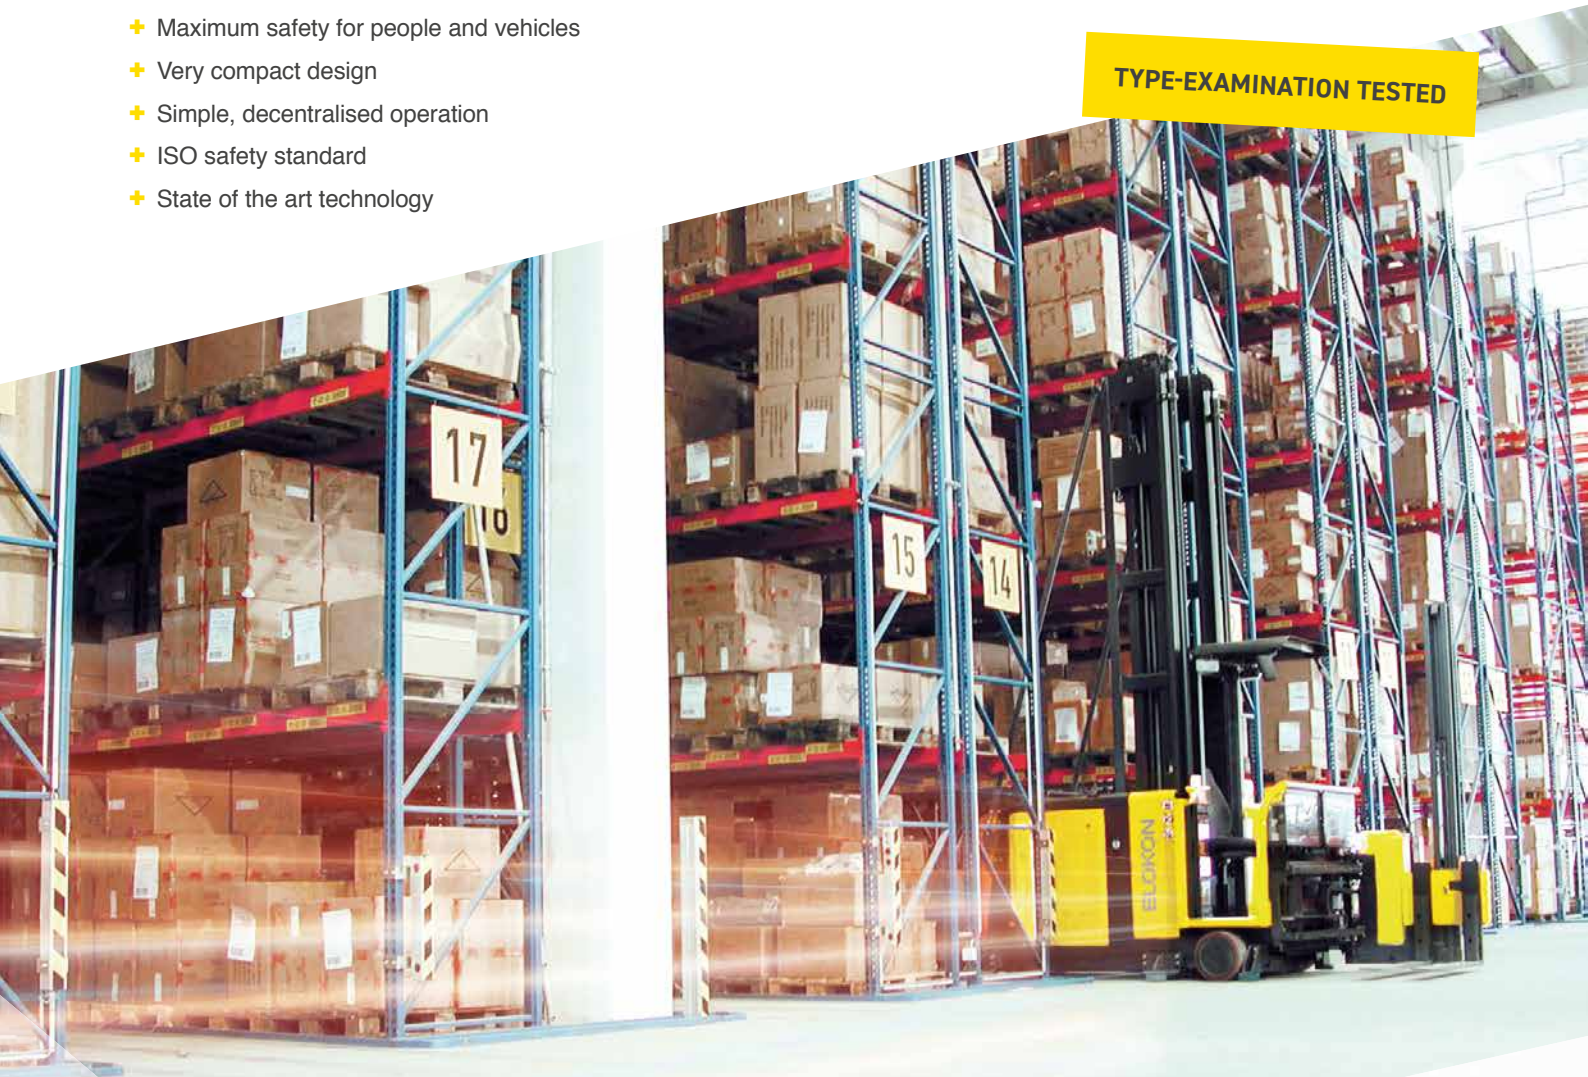 Maximum safety for people and vehicles
Very compact design
Simple, decentralised operation
ISO safety standard
State of the art technology
TYPE-EXAMINATION TESTED
17
16
15
14
ELOKON